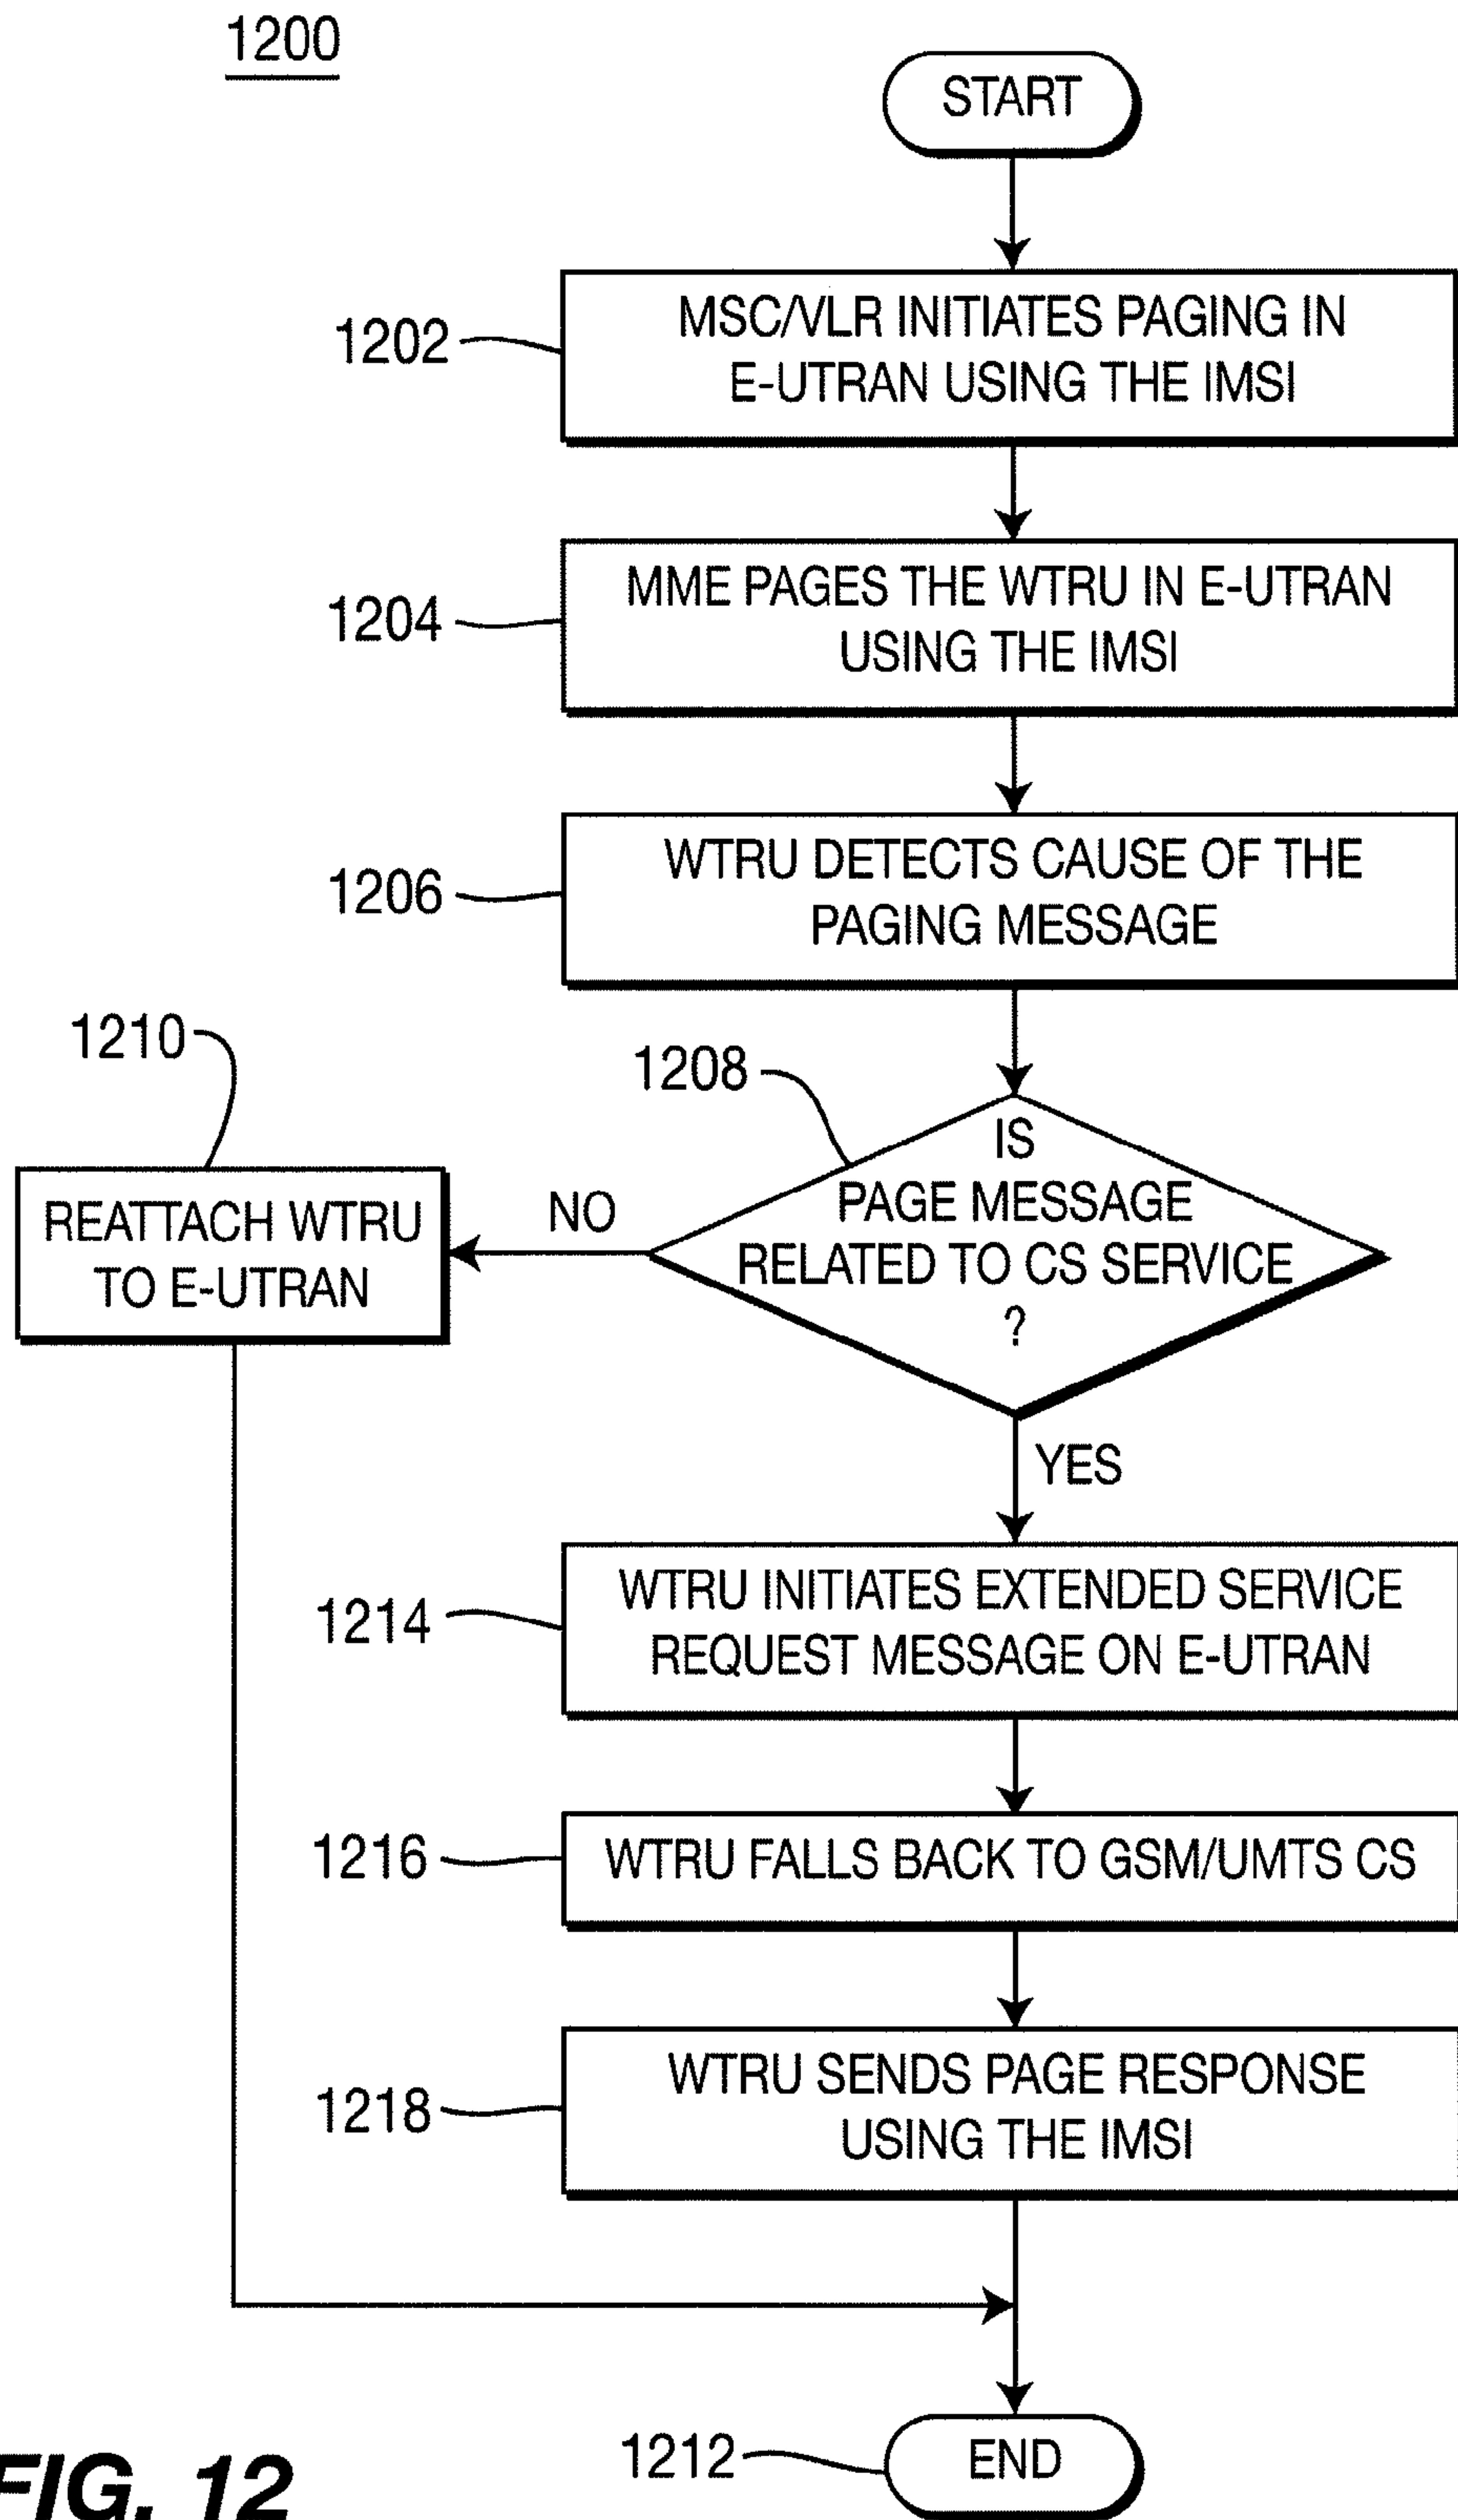 1200
START
1202
MSC/VLR INITIATES PAGING IN
E-UTRAN USING THE IMSI
1204
MME PAGES THE WTRU IN E-UTRAN
USING THE IMSI
1206
WTRU DETECTS CAUSE OF THE
PAGING MESSAGE
1210
1208
IS
PAGE MESSAGE
RELATED TO CS SERVICE
?
NO
REATTACH WTRU
TO E-UTRAN
YES
1214
WTRU INITIATES EXTENDED SERVICE
REQUEST MESSAGE ON E-UTRAN
1216
WTRU FALLS BACK TO GSM/UMTS CS
1218
WTRU SENDS PAGE RESPONSE
USING THE IMSI
1212
END
FIG. 12